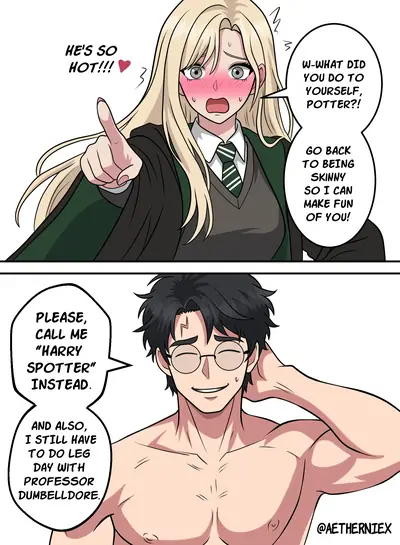 HE'S SO
HOT!!! ♥
W-WHAT DID
YOU DO TO
YOURSELF,
POTTER?!
GO BACK
TO BEING
SKINNY
SO I CAN
MAKE FUN
OF YOU!
PLEASE,
CALL ME
"HARRY
SPOTTER"
INSTEAD.
AND ALSO,
I STILL HAVE
TO DO LEG
DAY WITH
PROFESSOR
DUMBELLDORE.
@AETHERNIEX